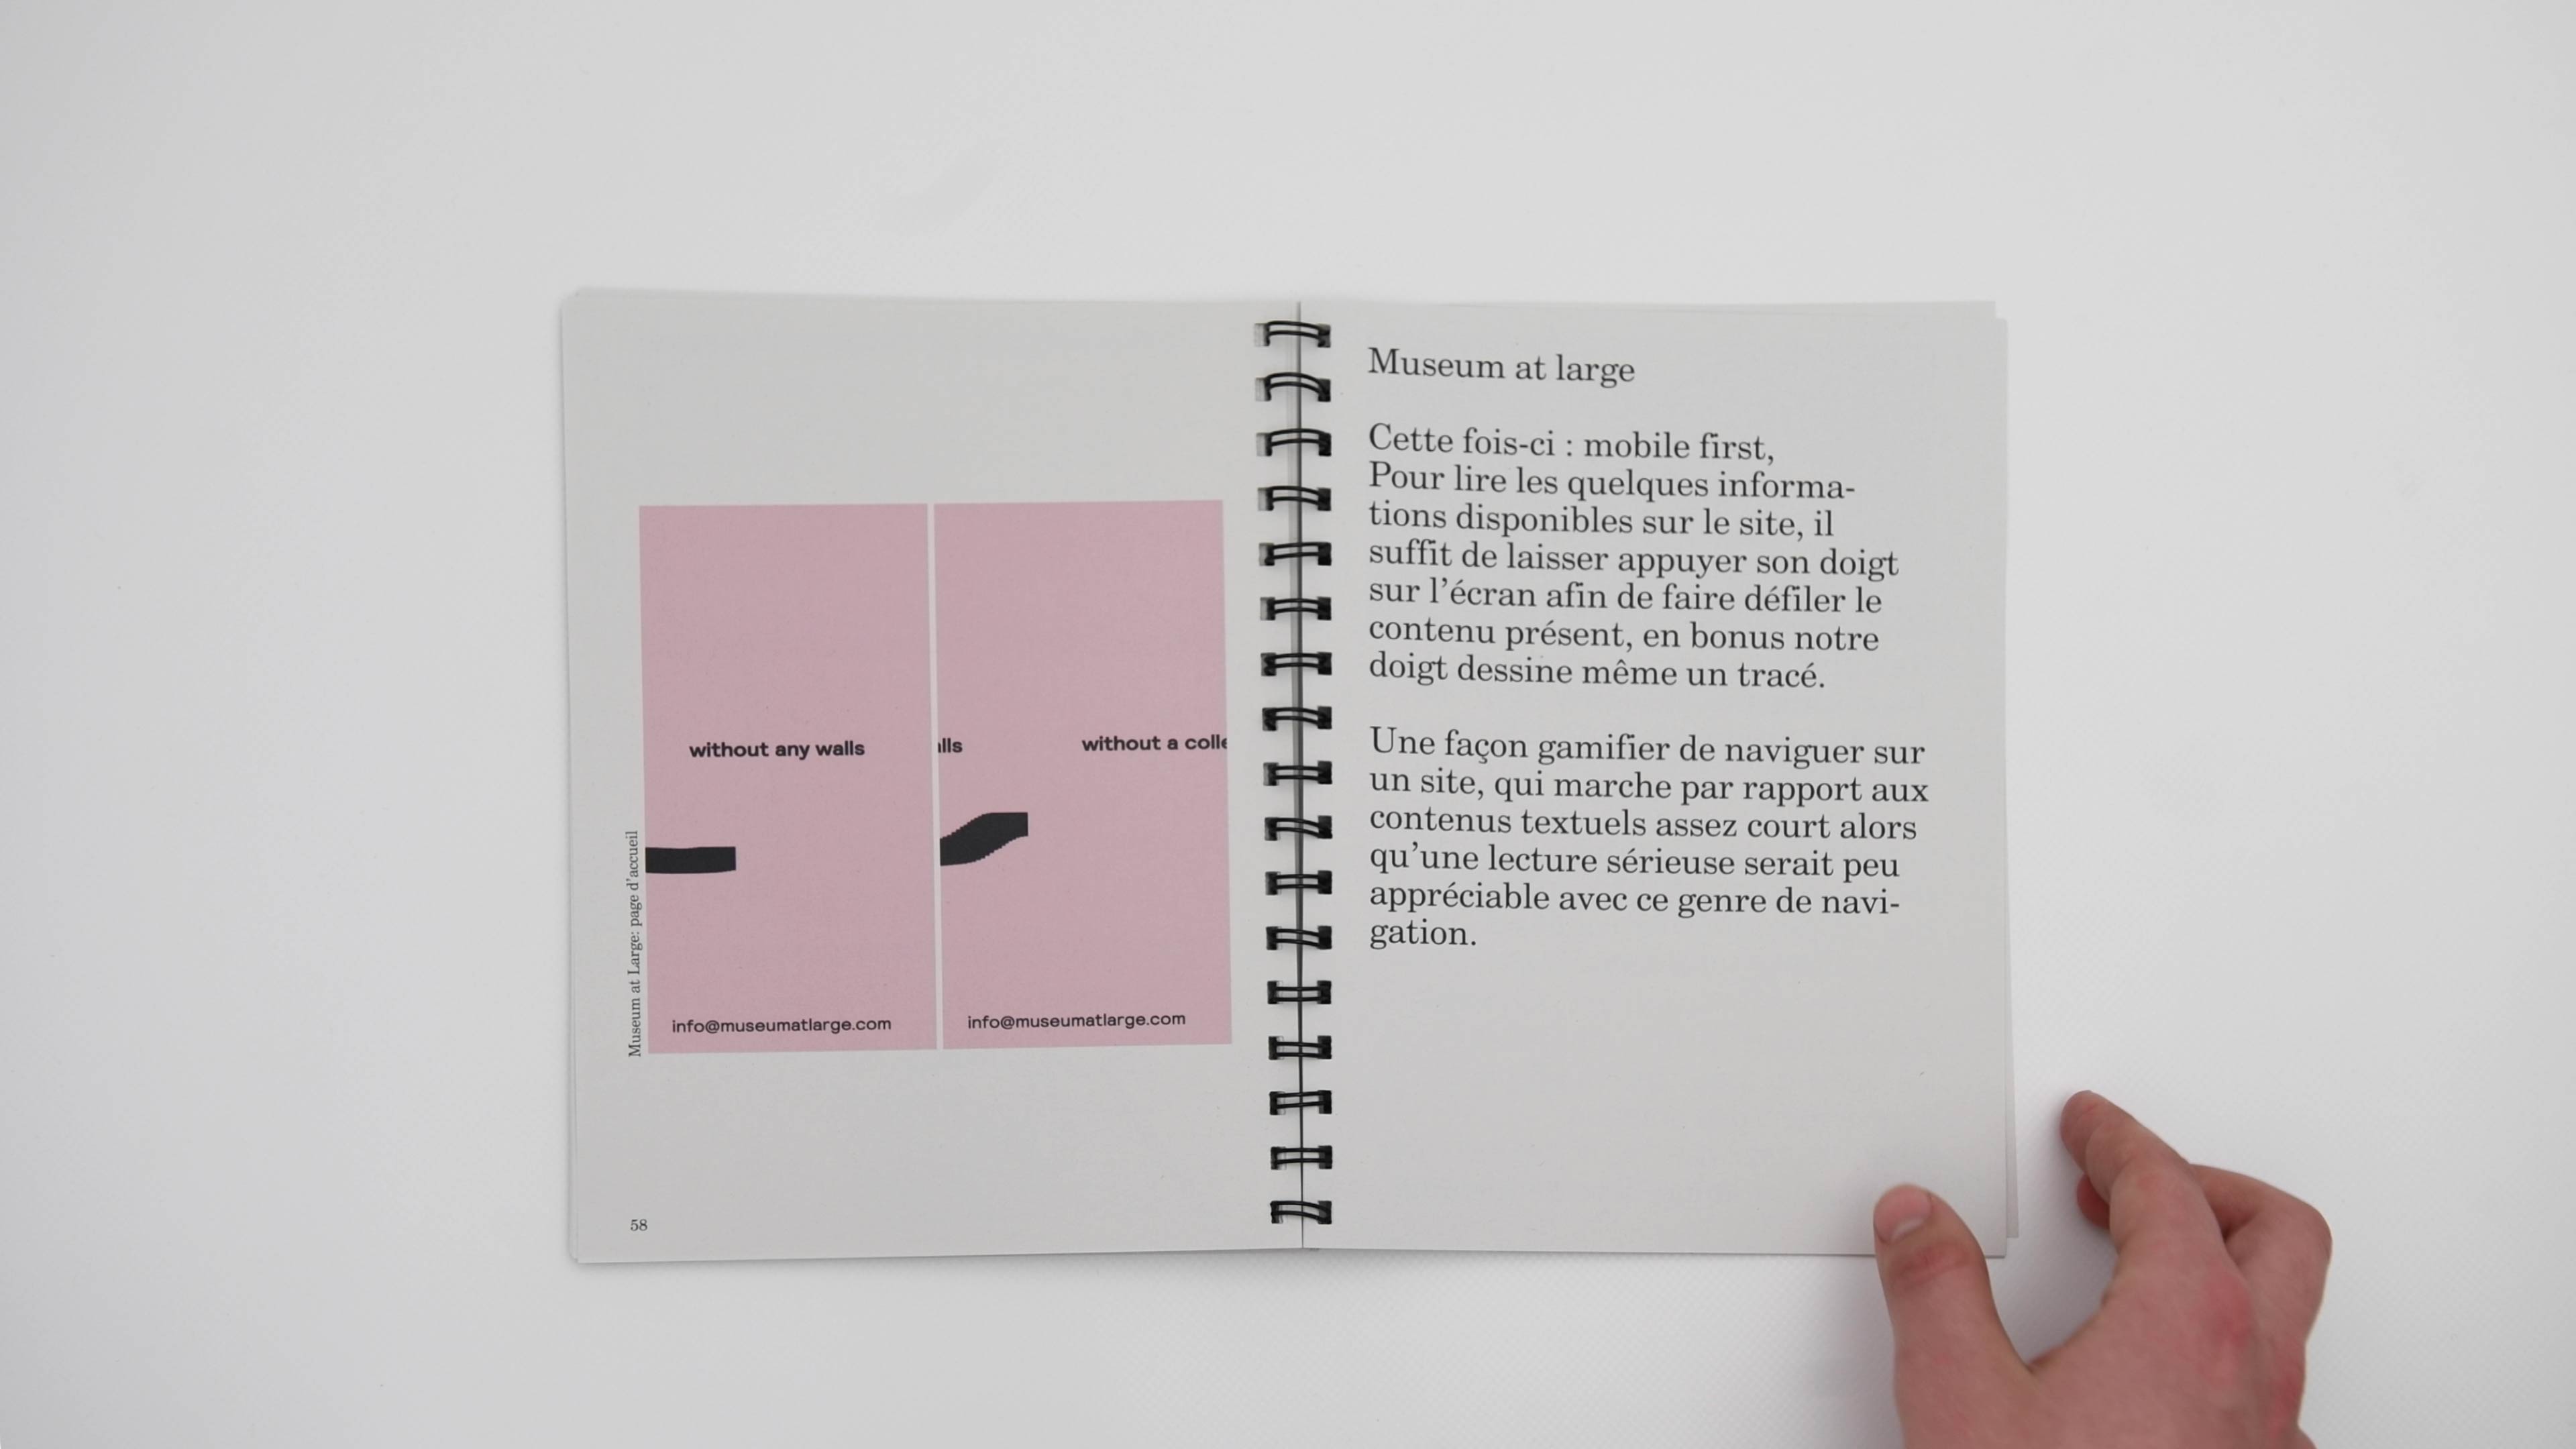 without any walls
info@museumatlarge.com
lls
without a colle
info@museumatlarge.com
Museum at Large: page d'accueil
58
Museum at large
Cette fois-ci : mobile first,
Pour lire les quelques informa-
tions disponibles sur le site, il
suffit de laisser appuyer son doigt
sur l'écran afin de faire défiler le
contenu présent, en bonus notre
doigt dessine même un tracé.
Une façon gamifier de naviguer sur
un site, qui marche par rapport aux
contenus textuels assez court alors
qu'une lecture sérieuse serait peu
appréciable avec ce genre de navi-
gation.